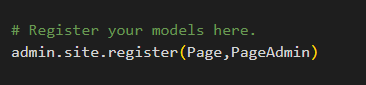 # Register your models here.
admin.site.register(Page,PageAdmin)